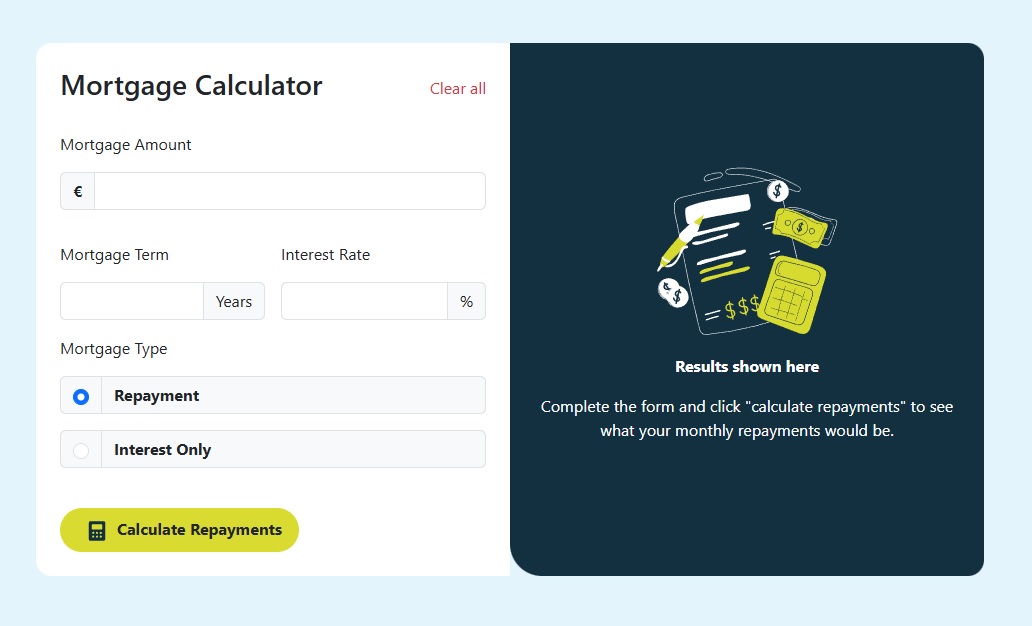 Mortgage Calculator
Clear all
Mortgage Amount
€
Mortgage Term
Interest Rate
Years
%
Mortgage Type
Repayment
Interest Only
Calculate Repayments
$
$
$
$
$$$
Results shown here
Complete the form and click "calculate repayments" to see
what your monthly repayments would be.